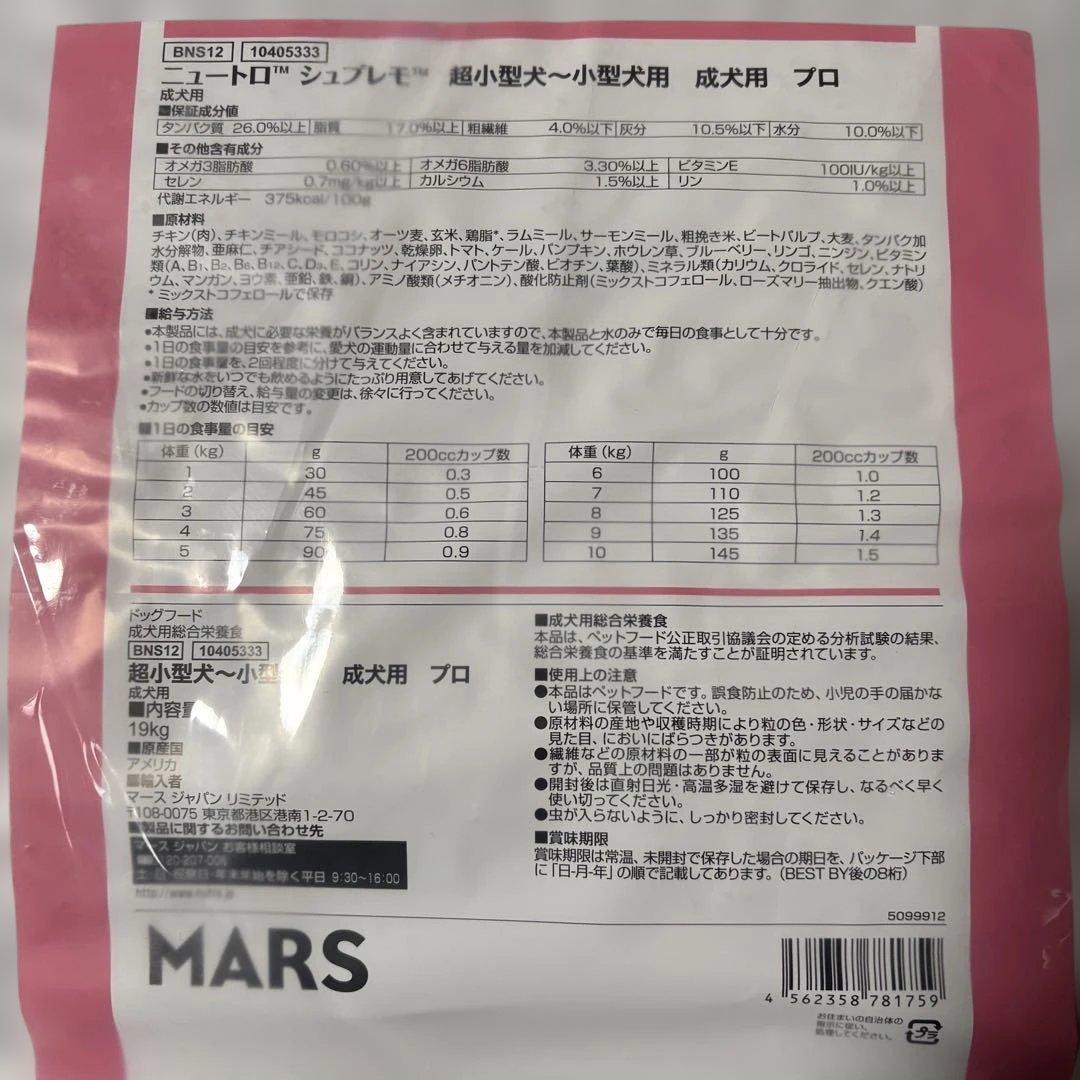 BNS12 10405333
ニュートロ™ シュプレモ™ 超小型犬～小型犬用 成犬用 プロ
成犬用
■保証成分値
タンパク質 26.0%以上 脂質 17.0%以上 粗繊維 4.0%以下 灰分 10.5%以下 水分 10.0%以下
■その他含有成分
オメガ3脂肪酸 0.60%以上 オメガ6脂肪酸 3.30%以上 ビタミンE 100IU/kg以上
セレン 0.7mg/kg以上 カルシウム 1.5%以上 リン 1.0%以上
代謝エネルギー 375kcal/100g
■原材料
チキン(肉)、チキンミール、モロコシ、オーツ麦、玄米、鶏脂*、ラムミール、サーモンミール、粗挽き米、ビートパルプ、大麦、タンパク加
水分解物、亜麻仁、チアシード、ココナッツ、乾燥卵、トマト、ケール、パンプキン、ホウレン草、ブルーベリー、リンゴ、ニンジン、ビタミン
類(A、B₁、B₂、B₆、B₁₂、C、D₃、E、コリン、ナイアシン、パントテン酸、ビオチン、葉酸)、ミネラル類(カリウム、クロライド、セレン、ナトリ
ウム、マンガン、ヨウ素、亜鉛、鉄、銅)、アミノ酸類(メチオニン)、酸化防止剤(ミックストコフェロール、ローズマリー抽出物、クエン酸)
* ミックストコフェロールで保存
■給与方法
●本製品には、成犬に必要な栄養がバランスよく含まれていますので、本製品と水のみで毎日の食事として十分です。
●1日の食事量の目安を参考に、愛犬の運動量に合わせて与える量を加減してください。
●1日の食事量を、2回程度に分けて与えてください。
●新鮮な水をいつでも飲めるようにたっぷり用意してあげてください。
●フードの切り替え、給与量の変更は、徐々に行ってください。
●カップ数の数値は目安です。
■1日の食事量の目安
体重(kg) g 200ccカップ数
1 30 0.3
2 45 0.5
3 60 0.6
4 75 0.8
5 90 0.9
体重(kg) g 200ccカップ数
6 100 1.0
7 110 1.2
8 125 1.3
9 135 1.4
10 145 1.5
ドッグフード
成犬用総合栄養食
BNS12 10405333
超小型犬～小型 成犬用 プロ
成犬用
■内容量
19kg
■原産国
アメリカ
■輸入者
マース ジャパン リミテッド
〒108-0075 東京都港区港南1-2-70
■製品に関するお問い合わせ先
マース ジャパン お客様相談室
土・日・祝祭日・年末年始を除く平日 9:30～16:00
MARS
■成犬用総合栄養食
本品は、ペットフード公正取引協議会の定める分析試験の結果、
総合栄養食の基準を満たすことが証明されています。
■使用上の注意
●本品はペットフードです。誤食防止のため、小児の手の届かな
い場所に保管してください。
●原材料の産地や収穫時期により粒の色・形状・サイズなどの
見た目、においにばらつきがあります。
●繊維などの原材料の一部が粒の表面に見えることがありま
すが、品質上の問題はありません。
●開封後は直射日光・高温多湿を避けて保存し、なるべく早く
使い切ってください。
●虫が入らないように、しっかり密封してください。
■賞味期限
賞味期限は常温、未開封で保存した場合の期日を、パッケージ下部
に「日-月-年」の順で記載してあります。(BEST BY後の8桁)
5099912
4 562358 781759
お住まいの自治体の
指示に従い、
処理してください。
プラ